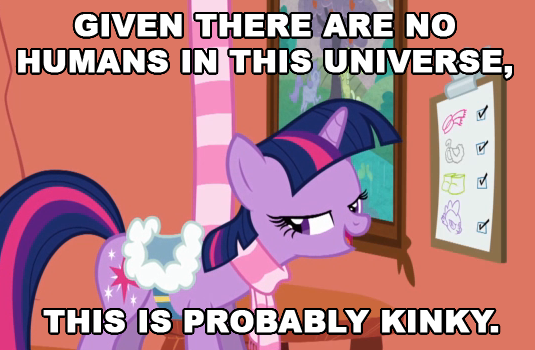 GIVEN THERE ARE NO
HUMANS IN THIS UNIVERSE,
THIS IS PROBABLY KINKY.